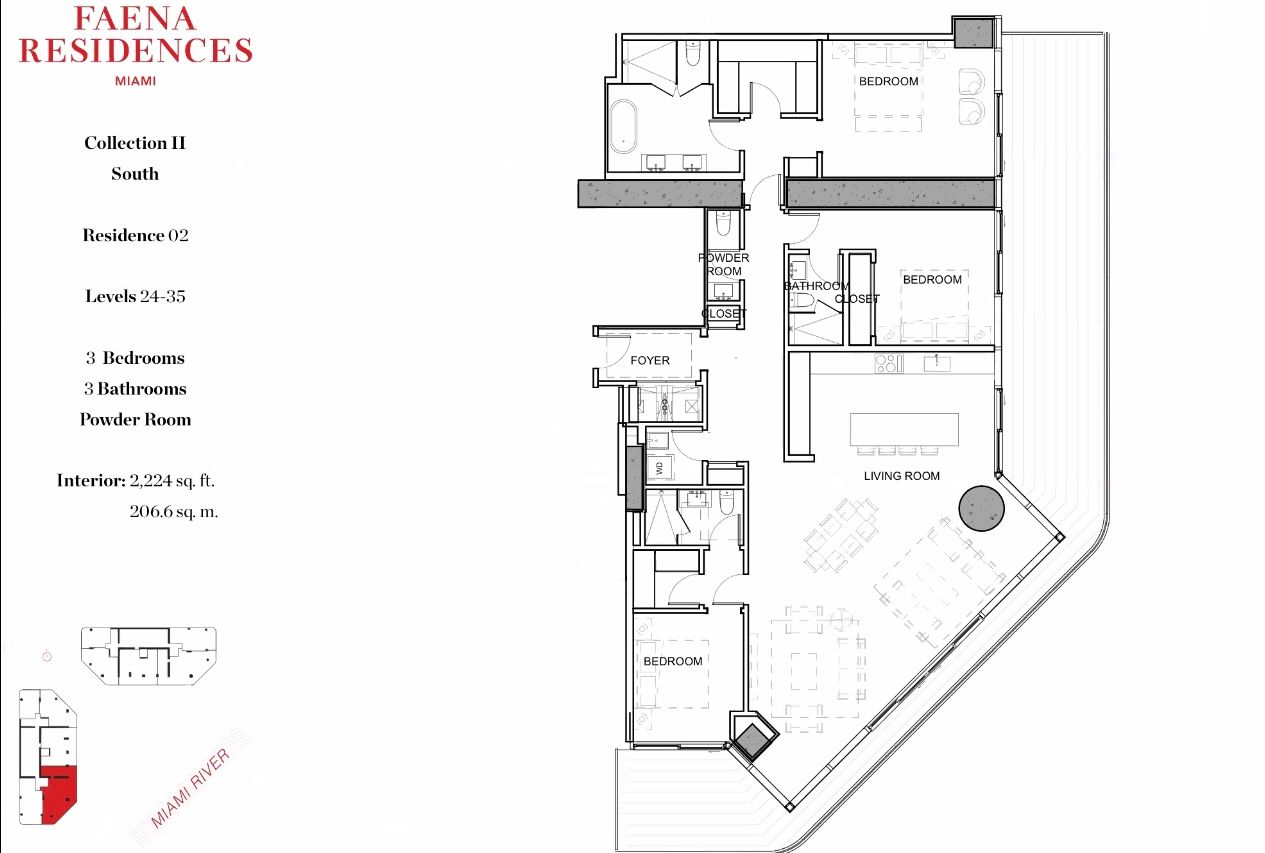 FAENA
RESIDENCES
MIAMI
Collection II
South
Residence 02
Levels 24-35
3 Bedrooms
3 Bathrooms
Powder Room
Interior: 2,224 sq. ft.
206.6 sq. m.
MIAMI RIVER
BEDROOM
POWDER
ROOM
BATHROOM
CLOSET
BEDROOM
CLOSET
FOYER
WD
LIVING ROOM
BEDROOM